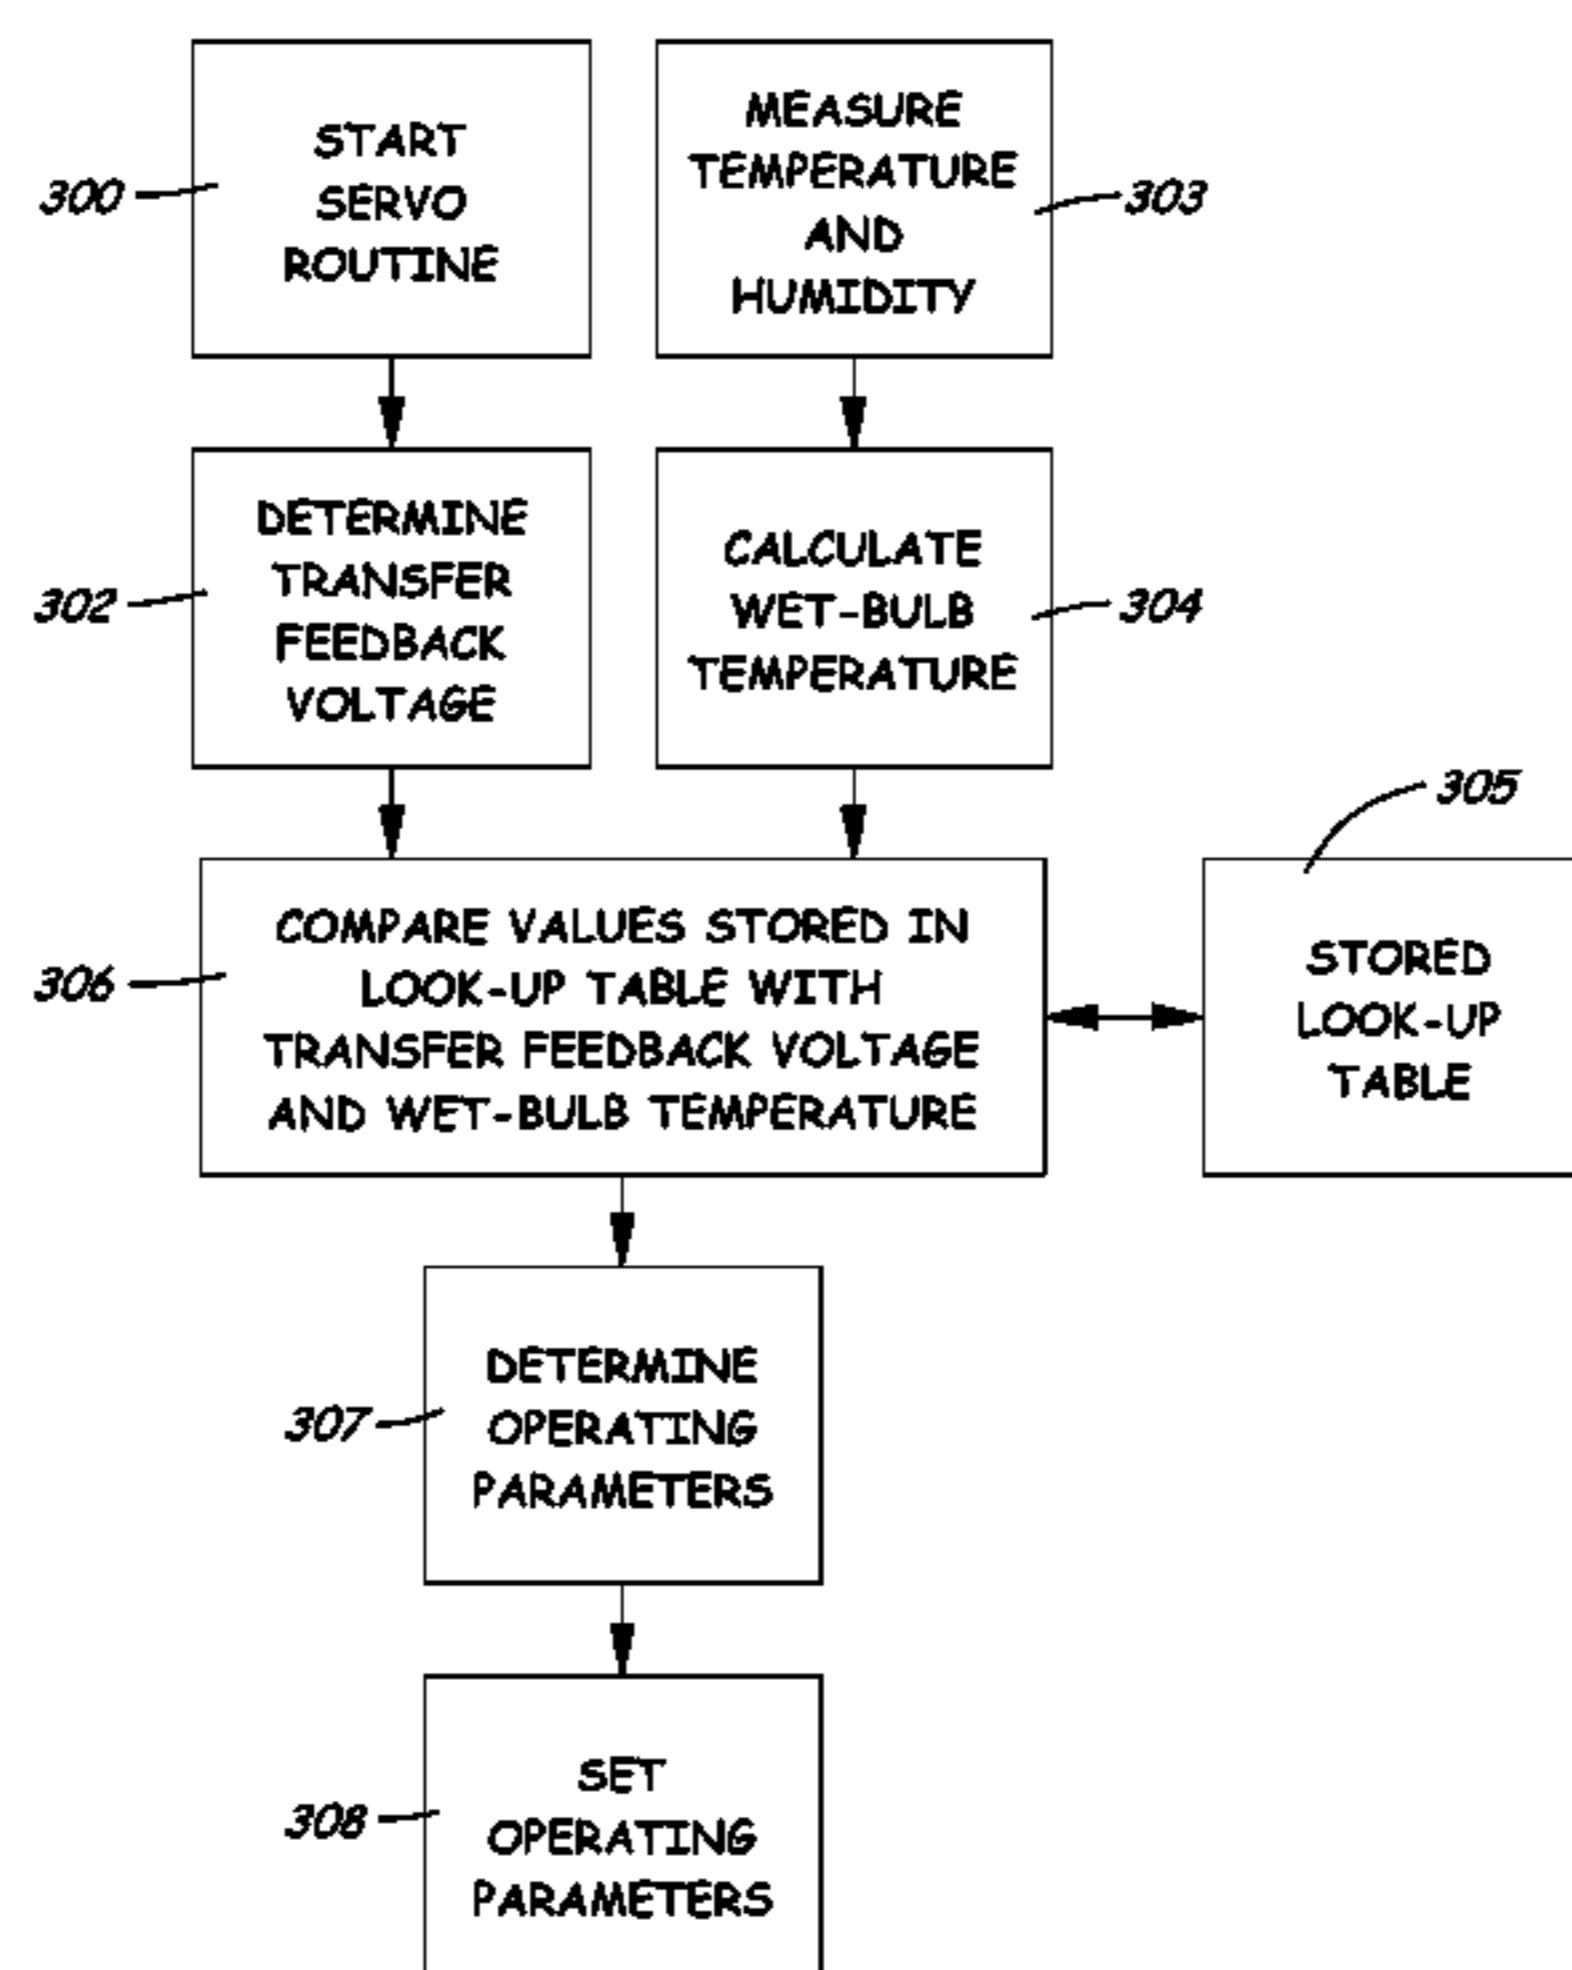 300
START
SERVO
ROUTINE
MEASURE
TEMPERATURE
AND
HUMIDITY
303
302
DETERMINE
TRANSFER
FEEDBACK
VOLTAGE
CALCULATE
WET-BULB
TEMPERATURE
304
305
306
COMPARE VALUES STORED IN
LOOK-UP TABLE WITH
TRANSFER FEEDBACK VOLTAGE
AND WET-BULB TEMPERATURE
STORED
LOOK-UP
TABLE
307
DETERMINE
OPERATING
PARAMETERS
308
SET
OPERATING
PARAMETERS